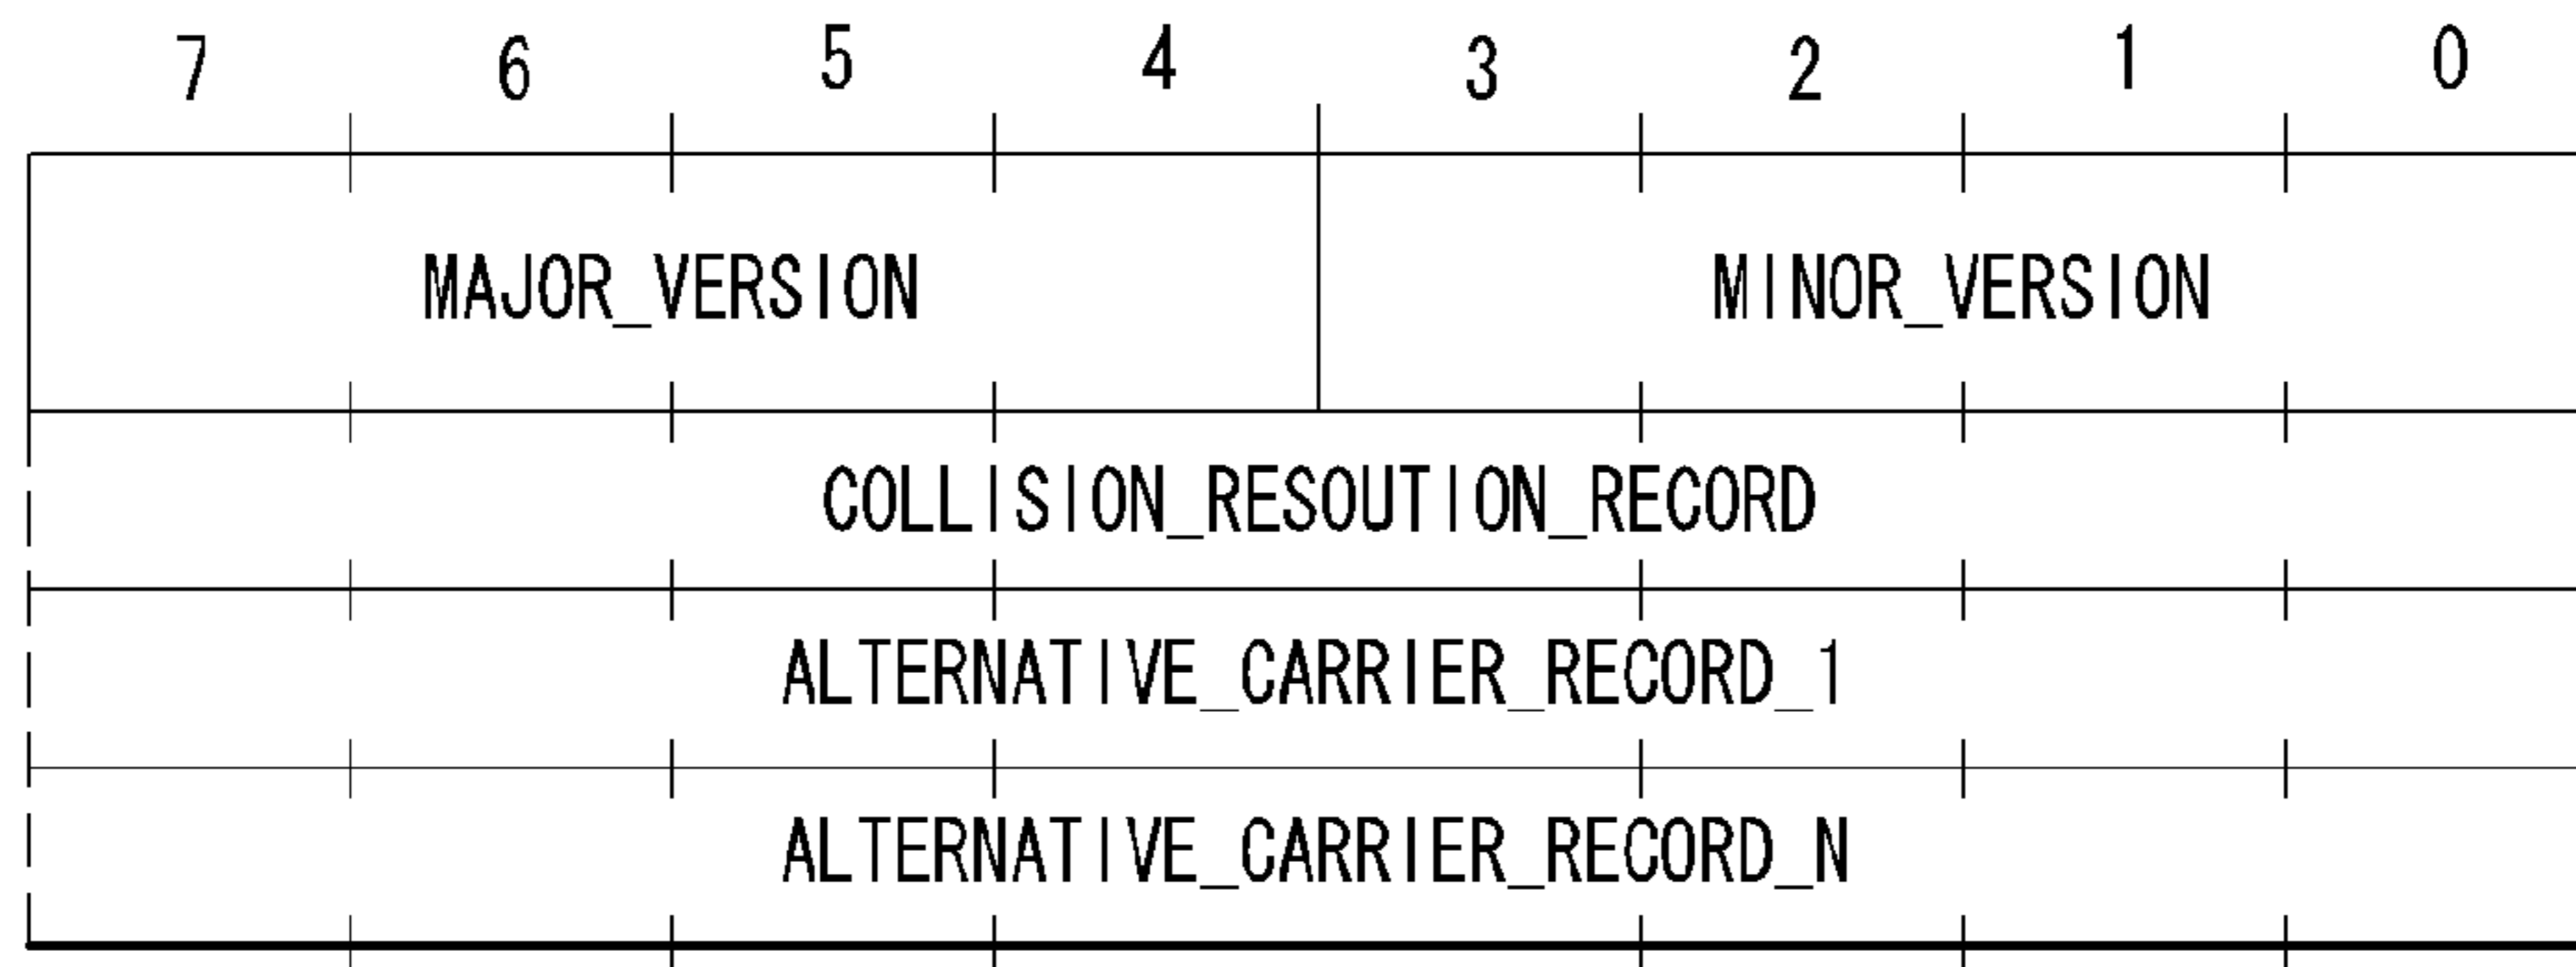 7 6 5 4 3 2 1 0
MAJOR_VERSION MINOR_VERSION
COLLISION_RESOUTION_RECORD
ALTERNATIVE_CARRIER_RECORD_1
ALTERNATIVE_CARRIER_RECORD_N